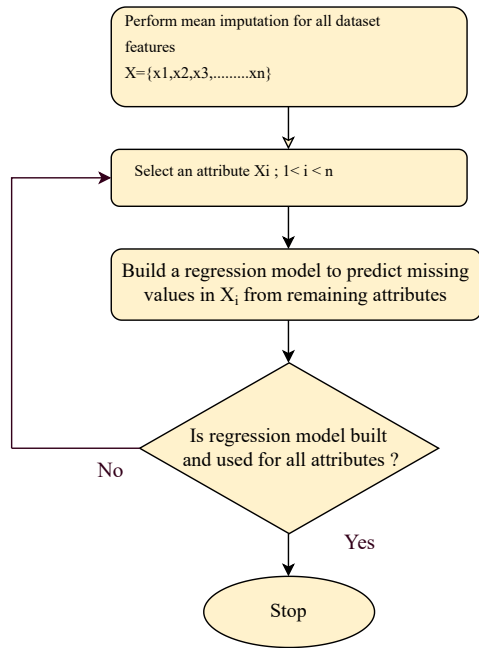 Perform mean imputation for all dataset
features
X={x1,x2,x3,.........xn}
Select an attribute Xi ; 1< i < n
Build a regression model to predict missing
values in Xi from remaining attributes
Is regression model built
and used for all attributes ?
No
Yes
Stop